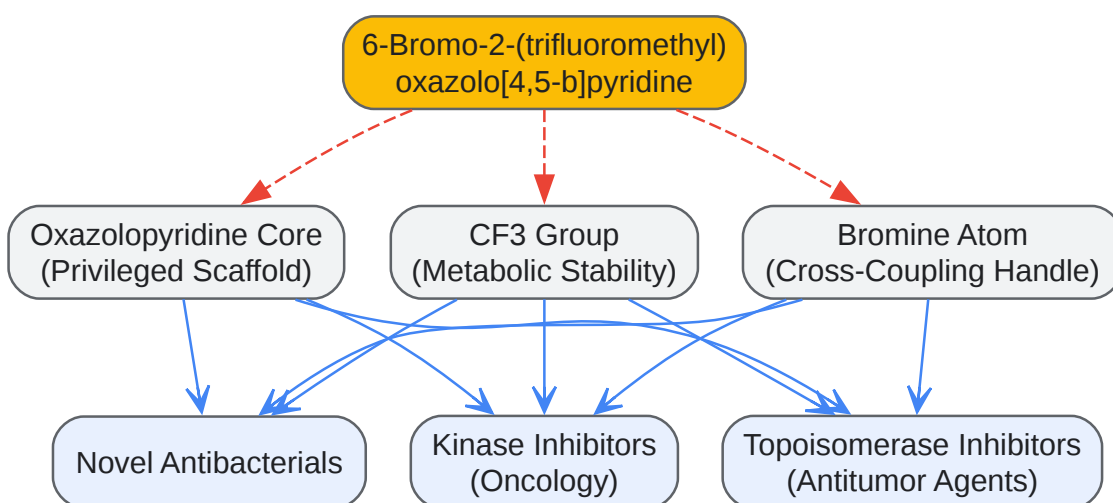 6-Bromo-2-(trifluoromethyl)
oxazolo[4,5-b]pyridine
Oxazolopyridine Core
(Privileged Scaffold)
CF3 Group
(Metabolic Stability)
Bromine Atom
(Cross-Coupling Handle)
Novel Antibacterials
Kinase Inhibitors
(Oncology)
Topoisomerase Inhibitors
(Antitumor Agents)